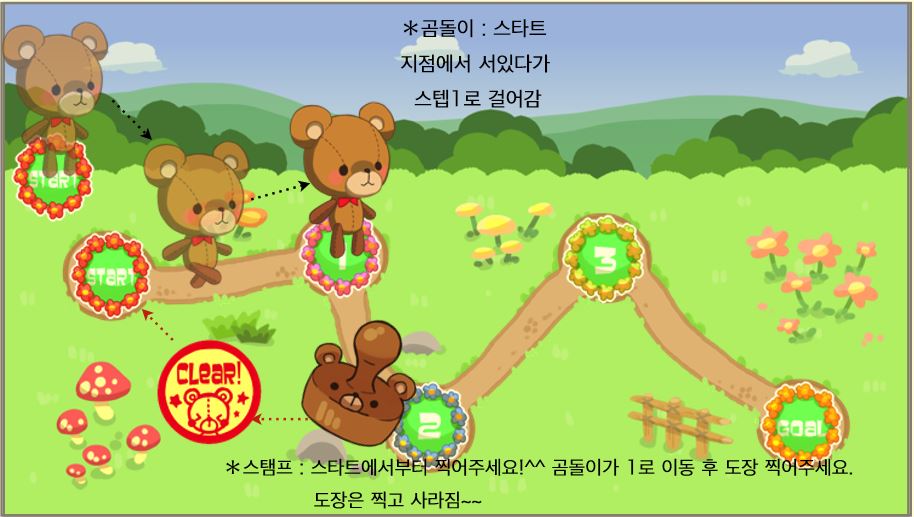 ＊곰돌이 : 스타트
지점에서 서있다가
스텝1로 걸어감
START
START
1
3
CLEAR!
2
GOAL
＊스탬프 : 스타트에서부터 찍어주세요!^^ 곰돌이가 1로 이동 후 도장 찍어주세요.
도장은 찍고 사라짐~~